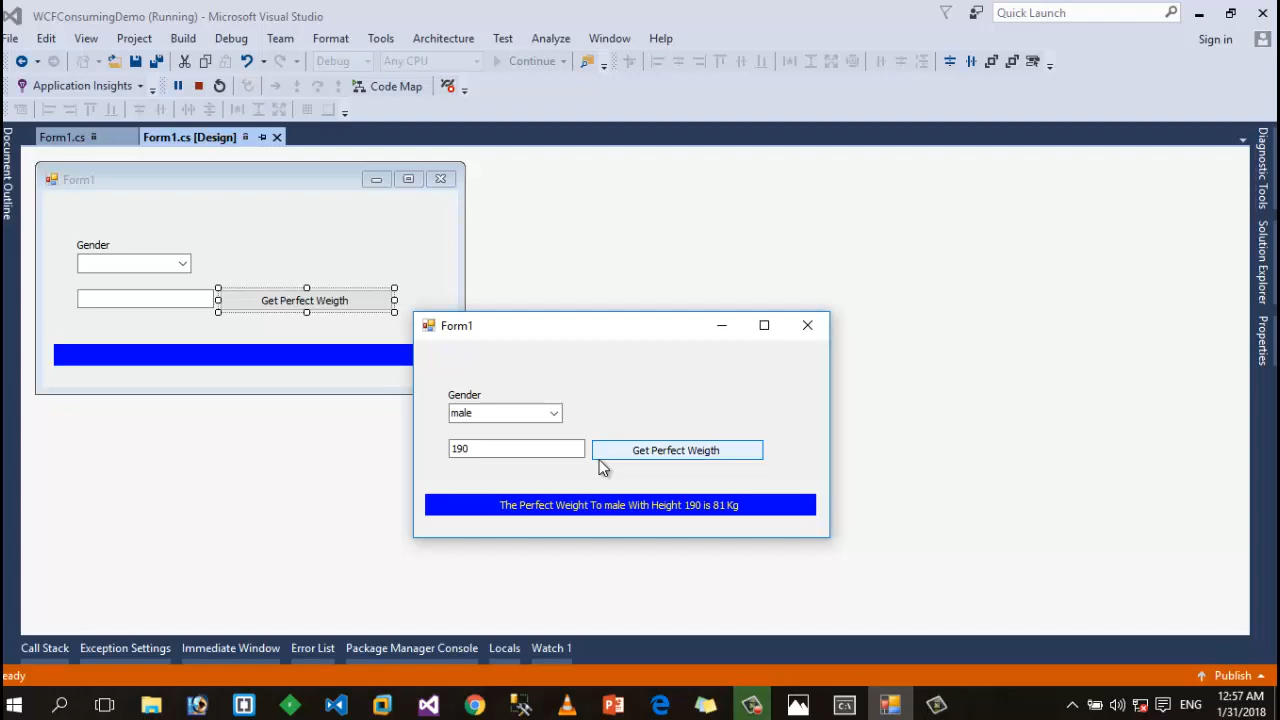 WCFConsumingDemo (Running) - Microsoft Visual Studio
Quick Launch
File Edit View Project Build Debug Team Format Tools Architecture Test Analyze Window Help
Sign in
Debug Any CPU Continue
Application Insights Code Map
Form1.cs Form1.cs [Design]
Document Outline
Diagnostic Tools
Solution Explorer
Properties
Form1
Gender
Get Perfect Weigth
Form1
Gender
male
190 Get Perfect Weigth
The Perfect Weight To male With Height 190 is 81 Kg
Call Stack Exception Settings Immediate Window Error List Package Manager Console Locals Watch 1
eady Publish
ENG 12:57 AM
1/31/2018